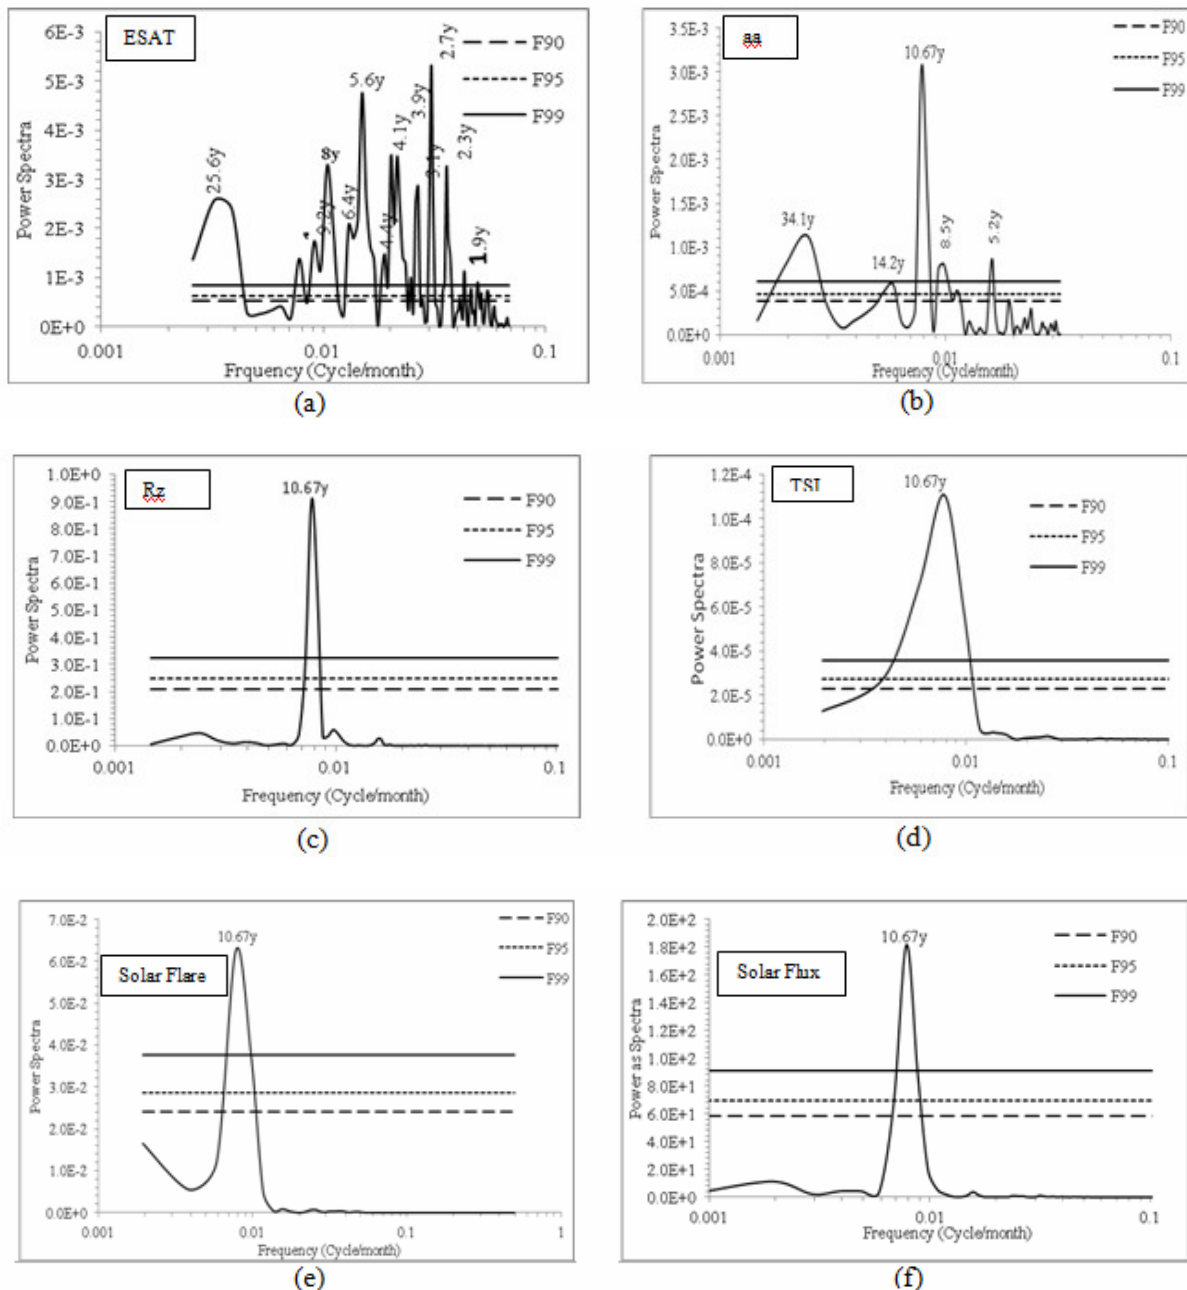 ESAT
6E-3
5E-3
4E-3
3E-3
2E-3
1E-3
0E+0
Power Spectra
25.6y
9.2y
8y
6.4y
5.6y
4.4y
4.1y
3.9y
3.1y
2.7y
2.3y
1.9y
F90
F95
F99
0.001
0.01
0.1
Frquency (Cycle/month)
(a)
aa
3.5E-3
3.0E-3
2.5E-3
2.0E-3
1.5E-3
1.0E-3
5.0E-4
0.0E+0
Power Spectra
34.1y
14.2y
10.67y
8.5y
5.2y
F90
F95
F99
0.001
0.01
0.1
Frequency (Cycle/month)
(b)
Rz
1.0E+0
9.0E-1
8.0E-1
7.0E-1
6.0E-1
5.0E-1
4.0E-1
3.0E-1
2.0E-1
1.0E-1
0.0E+0
Power Spectra
10.67y
F90
F95
F99
0.001
0.01
0.1
Frequency (Cycle/month)
(c)
TSI
1.2E-4
1.0E-4
8.0E-5
6.0E-5
4.0E-5
2.0E-5
0.0E+0
Power Spectra
10.67y
F90
F95
F99
0.001
0.01
0.1
Frequency (Cycle/month)
(d)
Solar Flare
7.0E-2
6.0E-2
5.0E-2
4.0E-2
3.0E-2
2.0E-2
1.0E-2
0.0E+0
Power Spectra
10.67y
F90
F95
F99
0.001
0.01
0.1
1
Frequency (Cycle/month)
(e)
Solar Flux
2.0E+2
1.8E+2
1.6E+2
1.4E+2
1.2E+2
1.0E+2
8.0E+1
6.0E+1
4.0E+1
2.0E+1
0.0E+0
Power as Spectra
10.67y
F90
F95
F99
0.001
0.01
0.1
Frequency (Cycle/month)
(f)